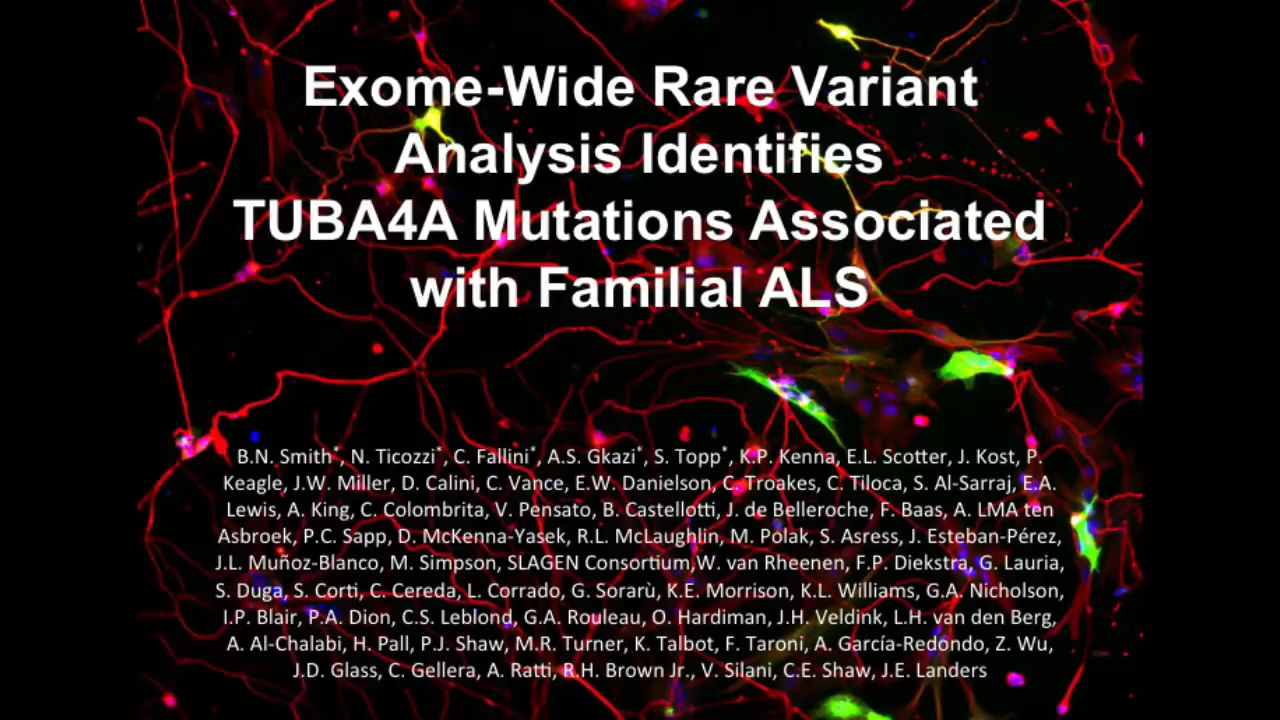 Exome-Wide Rare Variant
Analysis Identifies
TUBA4A Mutations Associated
with Familial ALS
B.N. Smith*, N. Ticozzi*, C. Fallini*, A.S. Gkazi*, S. Topp*, K.P. Kenna, E.L. Scotter, J. Kost, P.
Keagle, J.W. Miller, D. Calini, C. Vance, E.W. Danielson, C. Troakes, C. Tiloca, S. Al-Sarraj, E.A.
Lewis, A. King, C. Colombrita, V. Pensato, B. Castellotti, J. de Belleroche, F. Baas, A. LMA ten
Asbroek, P.C. Sapp, D. McKenna-Yasek, R.L. McLaughlin, M. Polak, S. Asress, J. Esteban-Pérez,
J.L. Muñoz-Blanco, M. Simpson, SLAGEN Consortium,W. van Rheenen, F.P. Diekstra, G. Lauria,
S. Duga, S. Corti, C. Cereda, L. Corrado, G. Sorarù, K.E. Morrison, K.L. Williams, G.A. Nicholson,
I.P. Blair, P.A. Dion, C.S. Leblond, G.A. Rouleau, O. Hardiman, J.H. Veldink, L.H. van den Berg,
A. Al-Chalabi, H. Pall, P.J. Shaw, M.R. Turner, K. Talbot, F. Taroni, A. García-Redondo, Z. Wu,
J.D. Glass, C. Gellera, A. Ratti, R.H. Brown Jr., V. Silani, C.E. Shaw, J.E. Landers